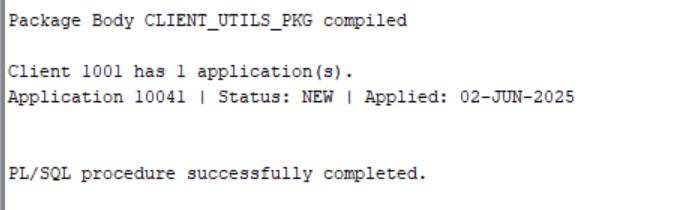 Package Body CLIENT_UTILS_PKG compiled
Client 1001 has 1 application(s).
Application 10041 | Status: NEW | Applied: 02-JUN-2025
PL/SQL procedure successfully completed.